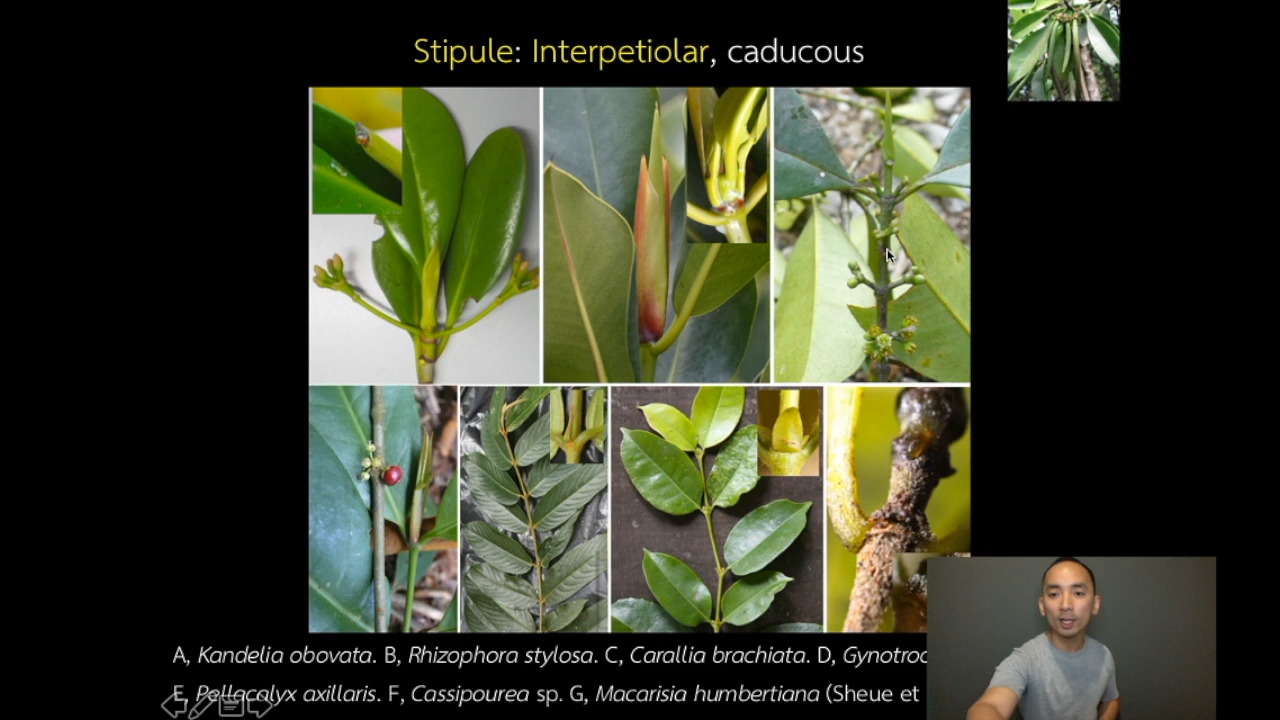 Stipule: Interpetiolar, caducous
A, Kandelia obovata. B, Rhizophora stylosa. C, Carallia brachiata. D,
E, Pellacalyx axillaris. F, Cassipourea sp. G, Macarisia humbertiana (Sheue et